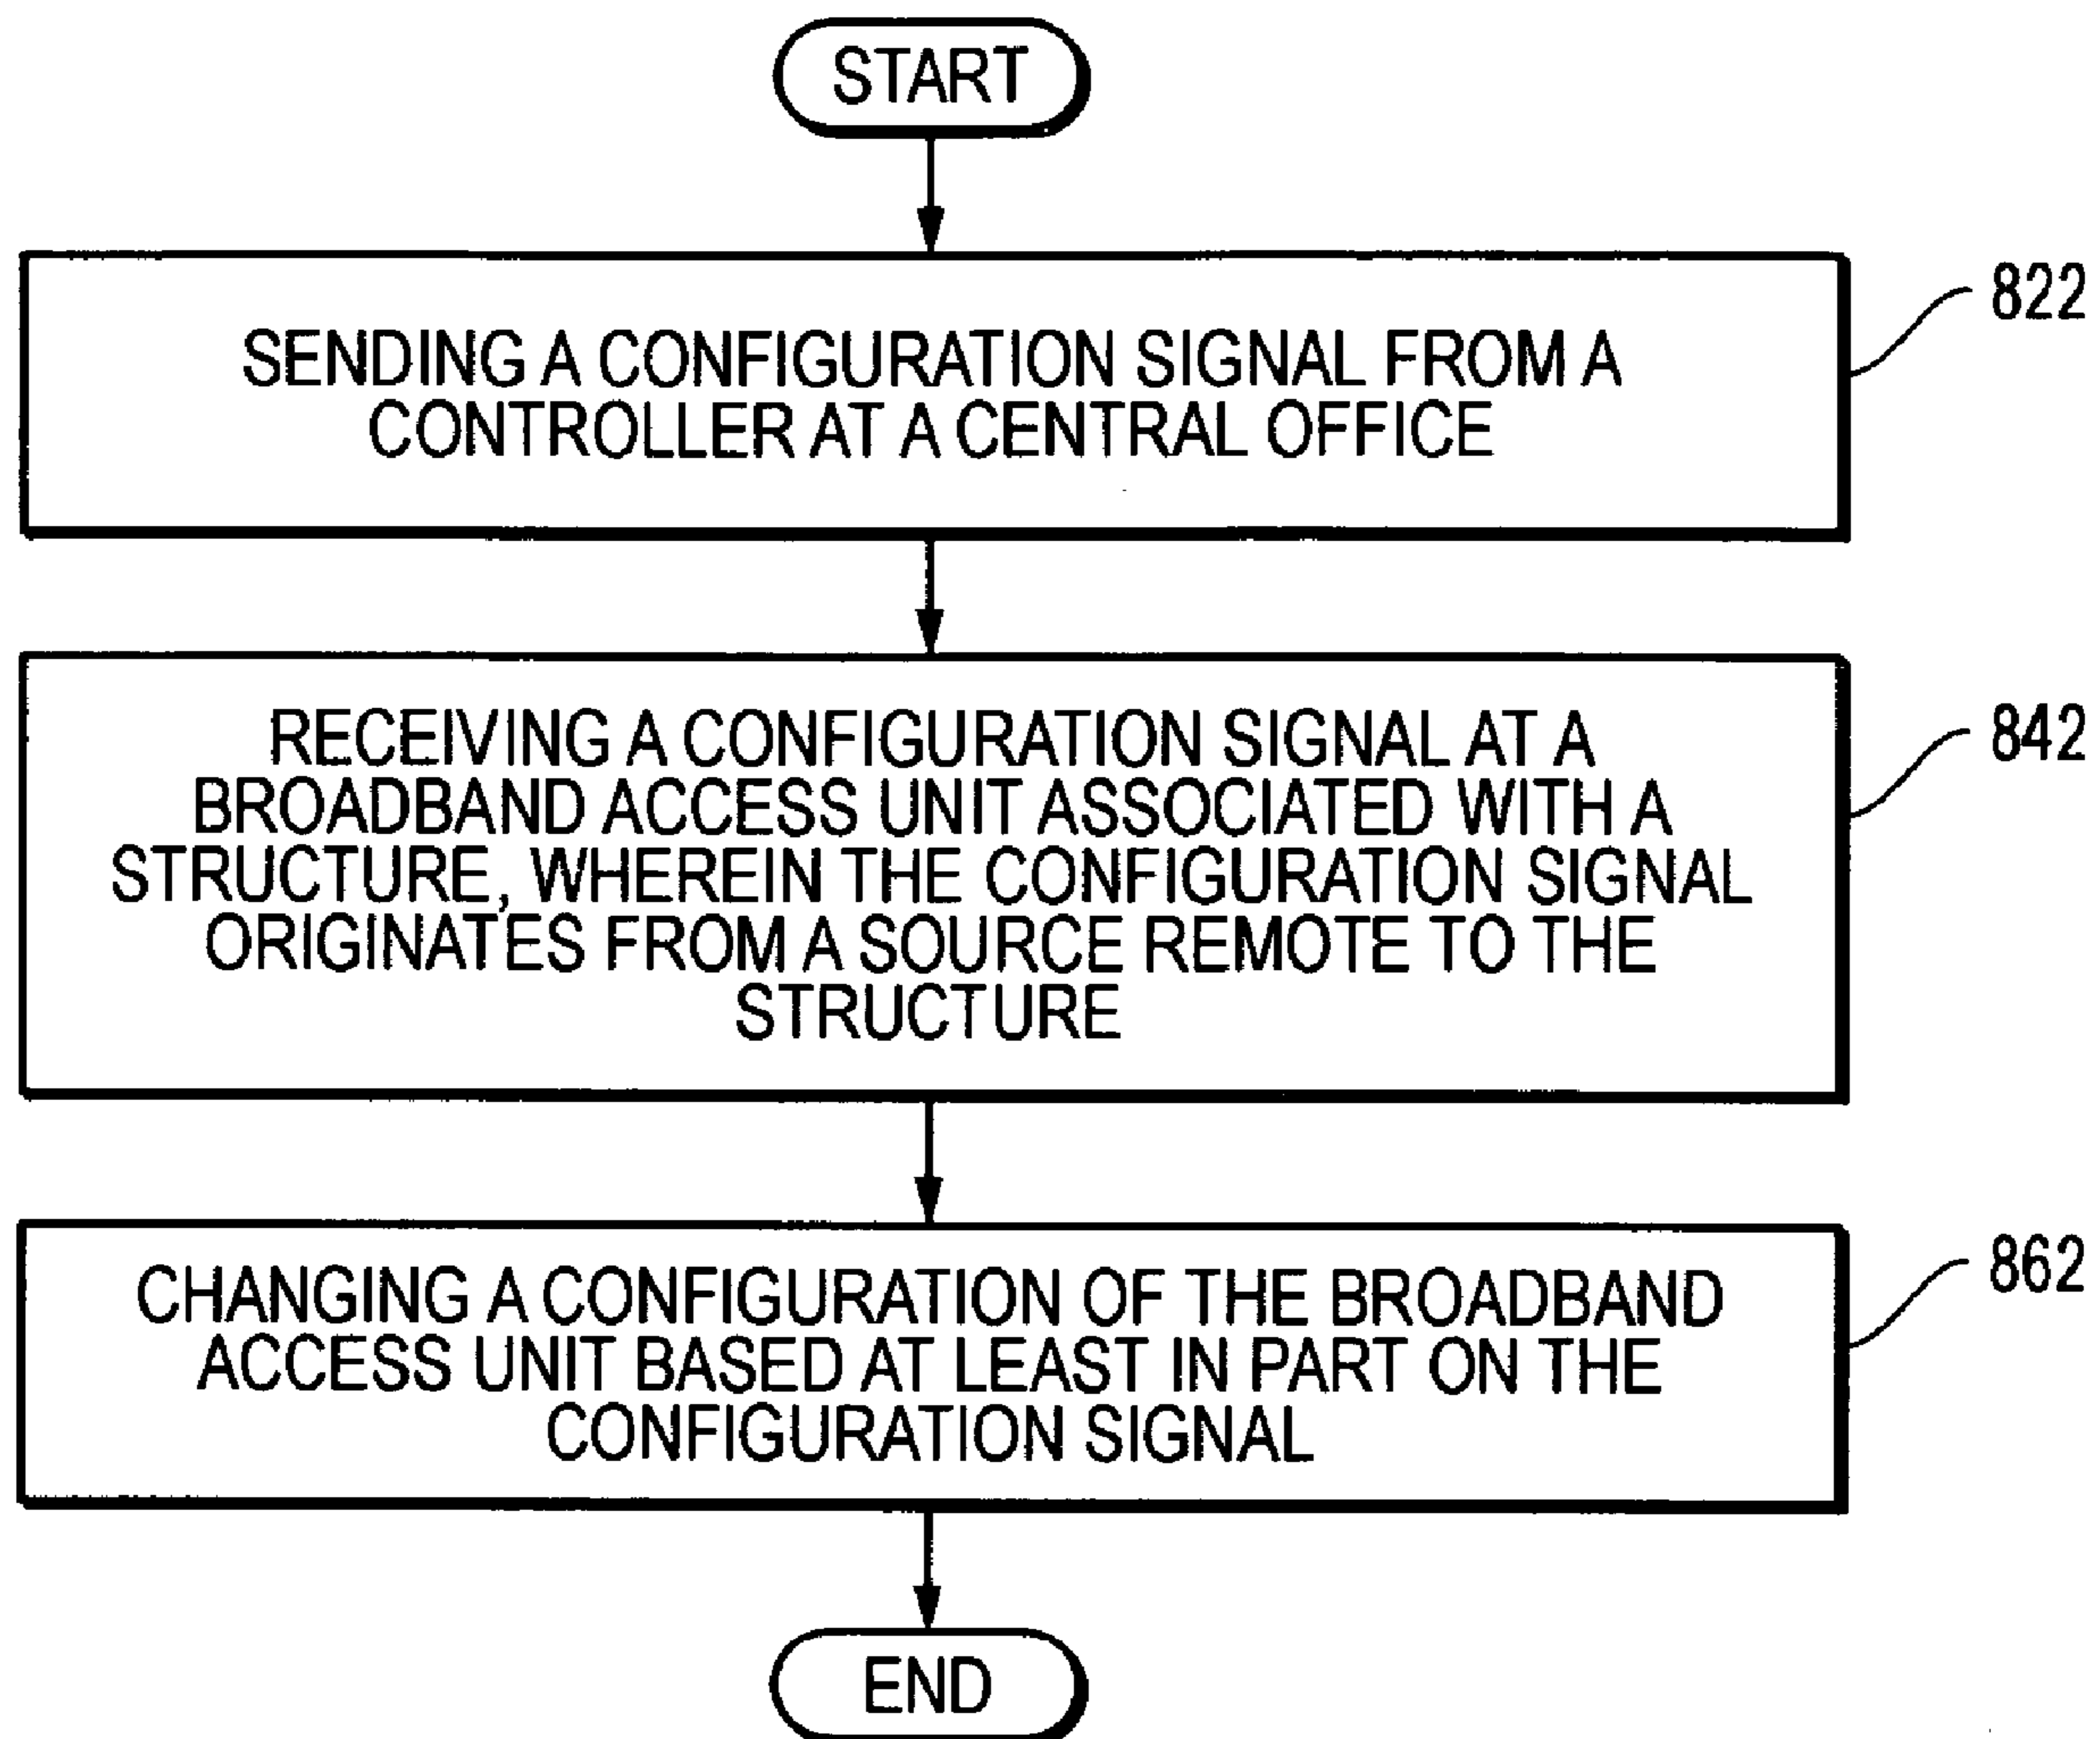 START
822
SENDING A CONFIGURATION SIGNAL FROM A
CONTROLLER AT A CENTRAL OFFICE
842
RECEIVING A CONFIGURATION SIGNAL AT A
BROADBAND ACCESS UNIT ASSOCIATED WITH A
STRUCTURE, WHEREIN THE CONFIGURATION SIGNAL
ORIGINATES FROM A SOURCE REMOTE TO THE
STRUCTURE
862
CHANGING A CONFIGURATION OF THE BROADBAND
ACCESS UNIT BASED AT LEAST IN PART ON THE
CONFIGURATION SIGNAL
END